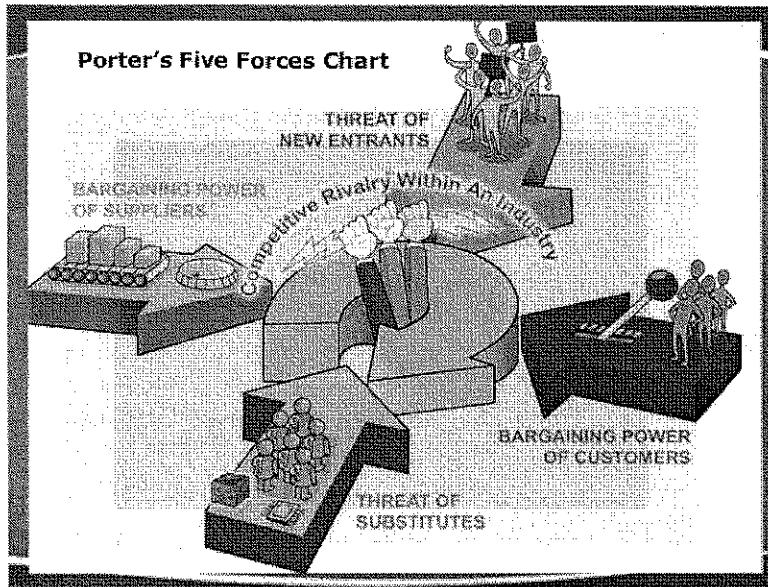 Porter's Five Forces Chart
THREAT OF
NEW ENTRANTS
BARGAINING POWER
OF SUPPLIERS
Competitive Rivalry Within An Industry
BARGAINING POWER
OF CUSTOMERS
THREAT OF
SUBSTITUTES